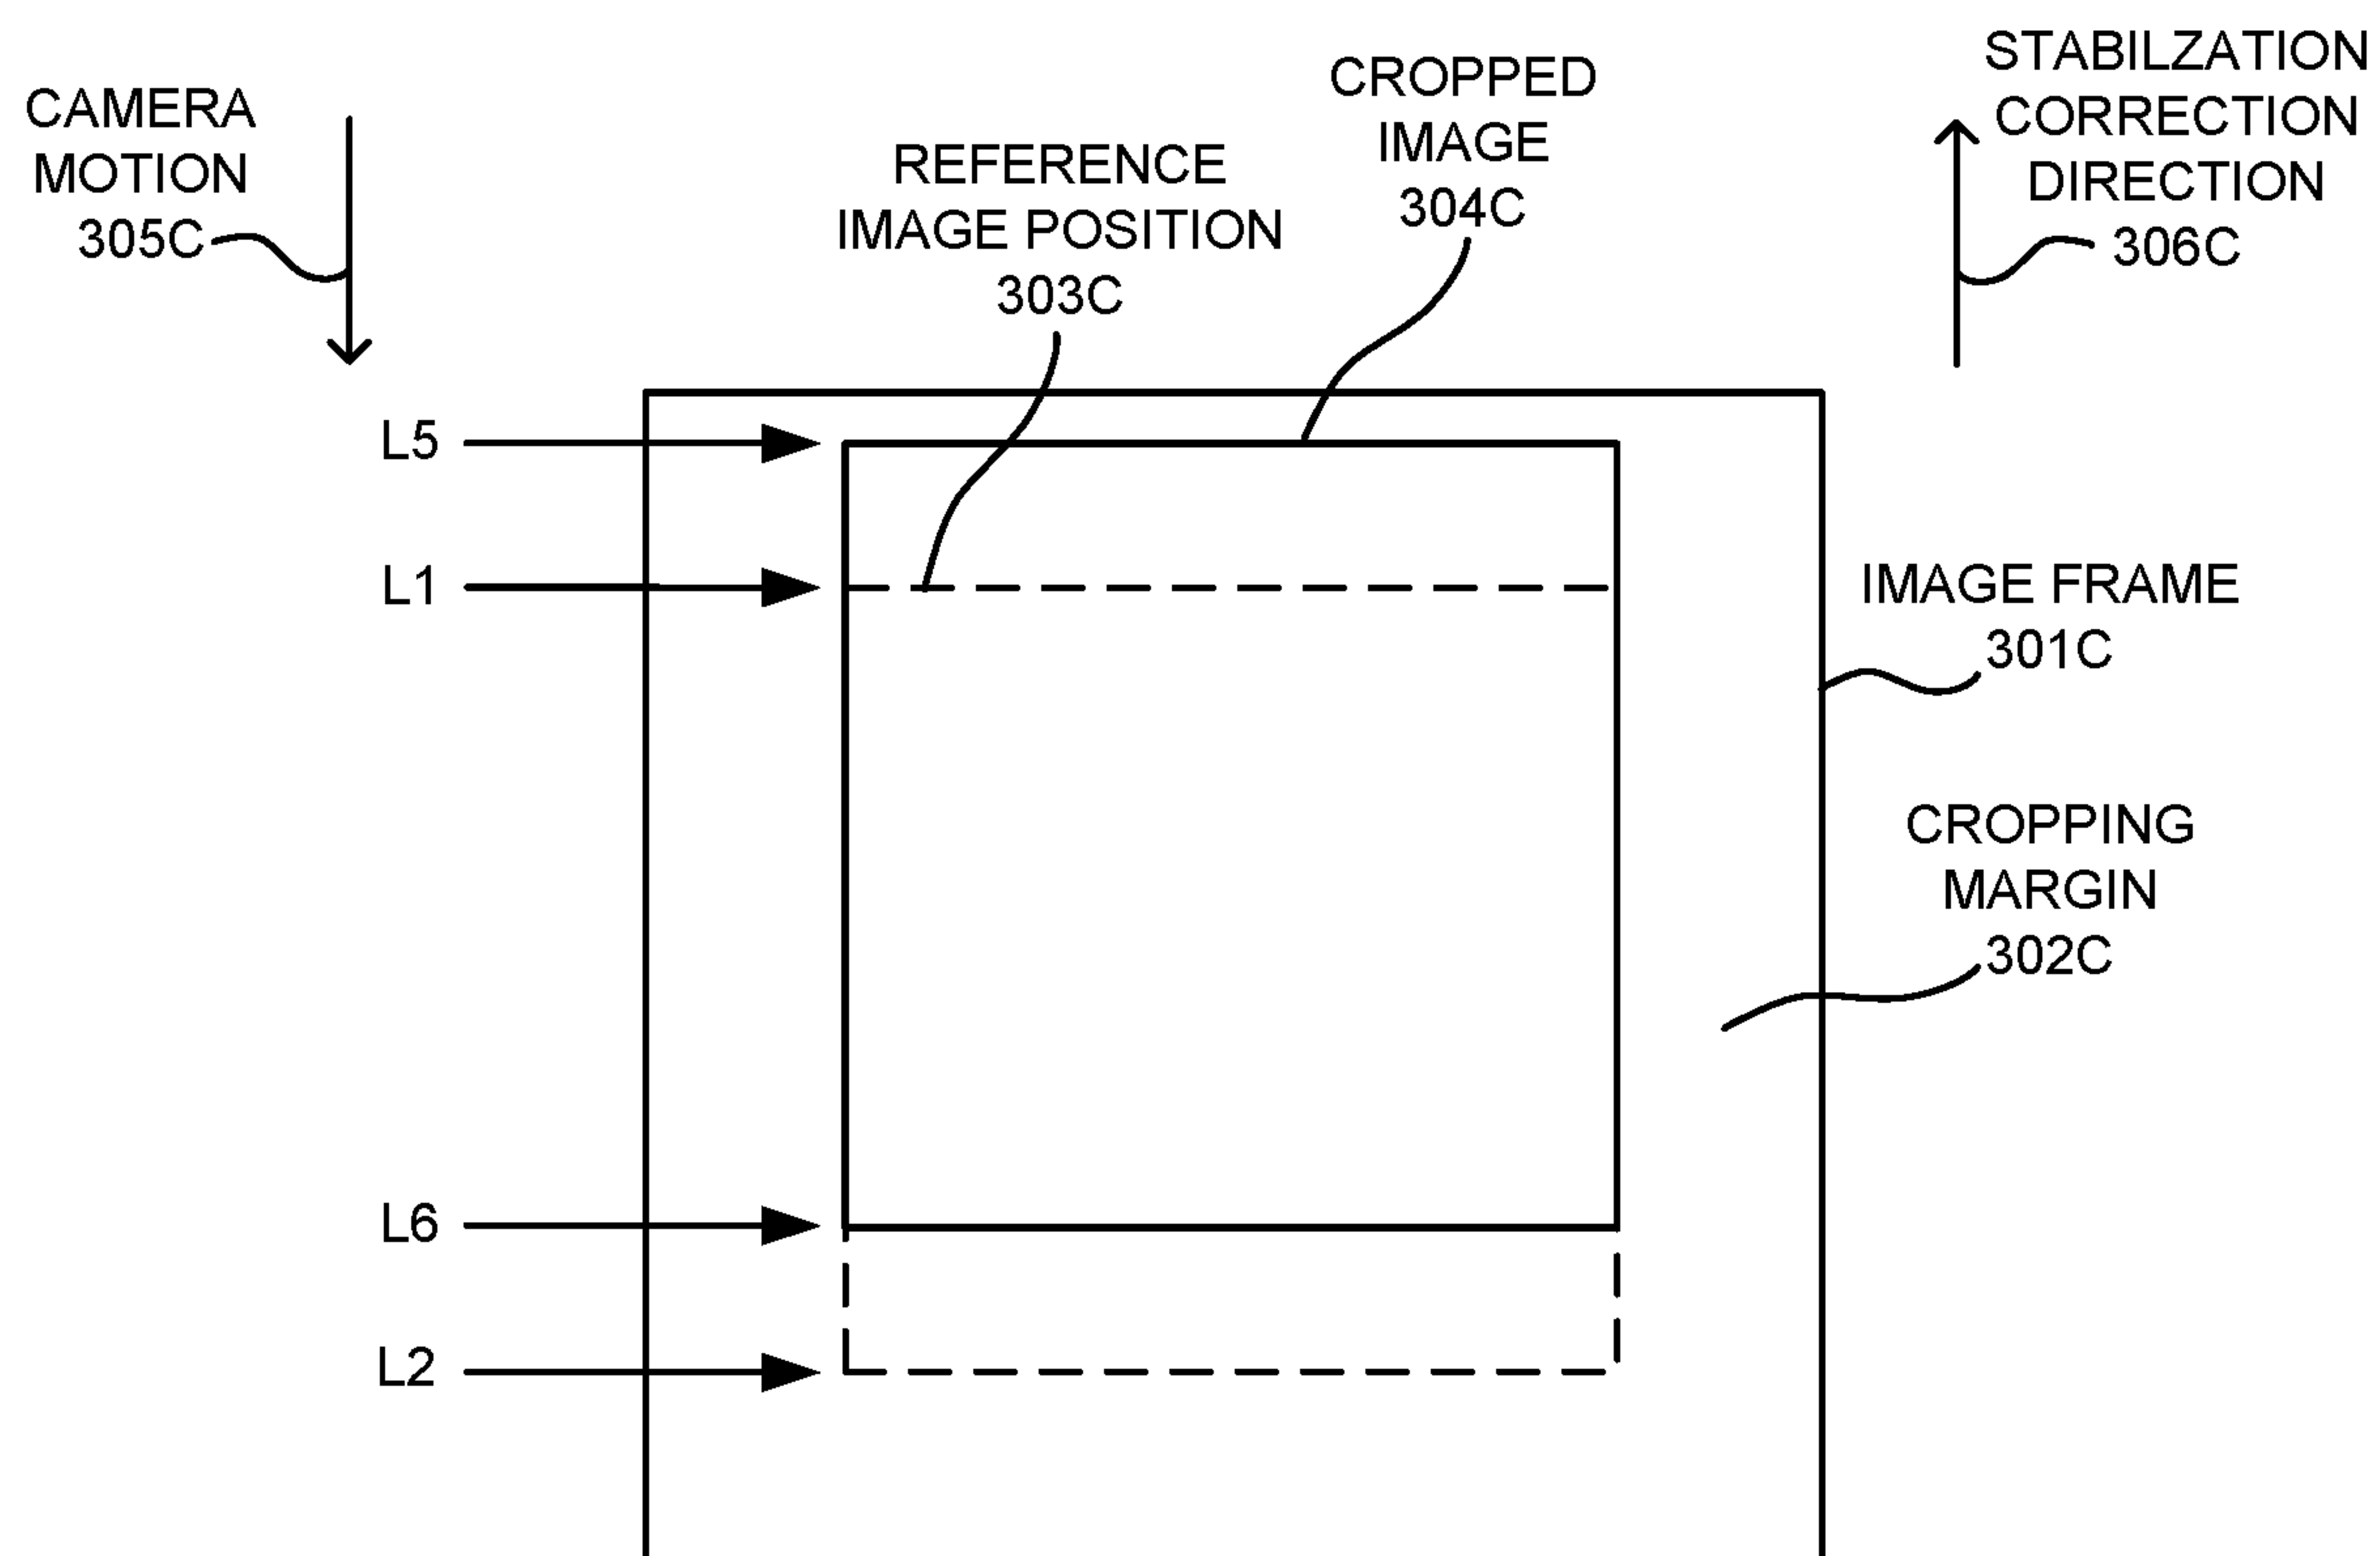 CAMERA
MOTION
305C
REFERENCE
IMAGE POSITION
303C
CROPPED
IMAGE
304C
STABILZATION
CORRECTION
DIRECTION
306C
L5
L1
IMAGE FRAME
301C
CROPPING
MARGIN
302C
L6
L2